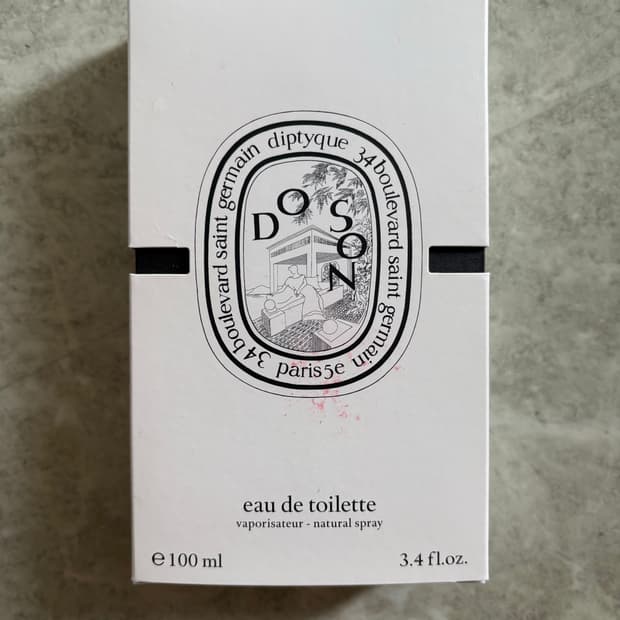 34 boulevard saint germain diptyque 34 boulevard saint germain
paris 5e
DO SON
eau de toilette
vaporisateur - natural spray
℮ 100 ml
3.4 fl.oz.